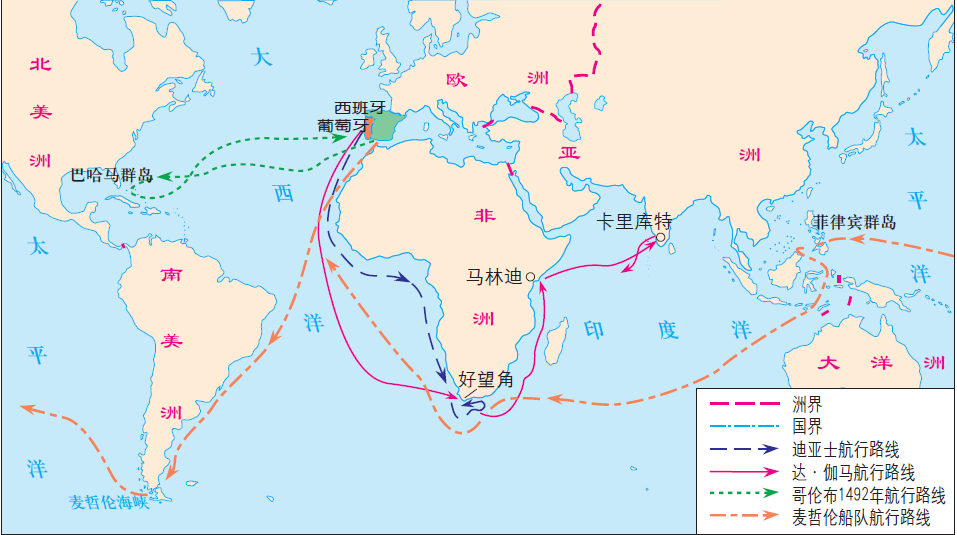 北美洲
大西洋
欧洲
亚洲
西班牙
葡萄牙
巴哈马群岛
太平洋
非洲
卡里库特
菲律宾群岛
太平洋
南美洲
马林迪
印度洋
好望角
大洋洲
麦哲伦海峡
洲界
国界
迪亚士航行路线
达·伽马航行路线
哥伦布1492年航行路线
麦哲伦船队航行路线